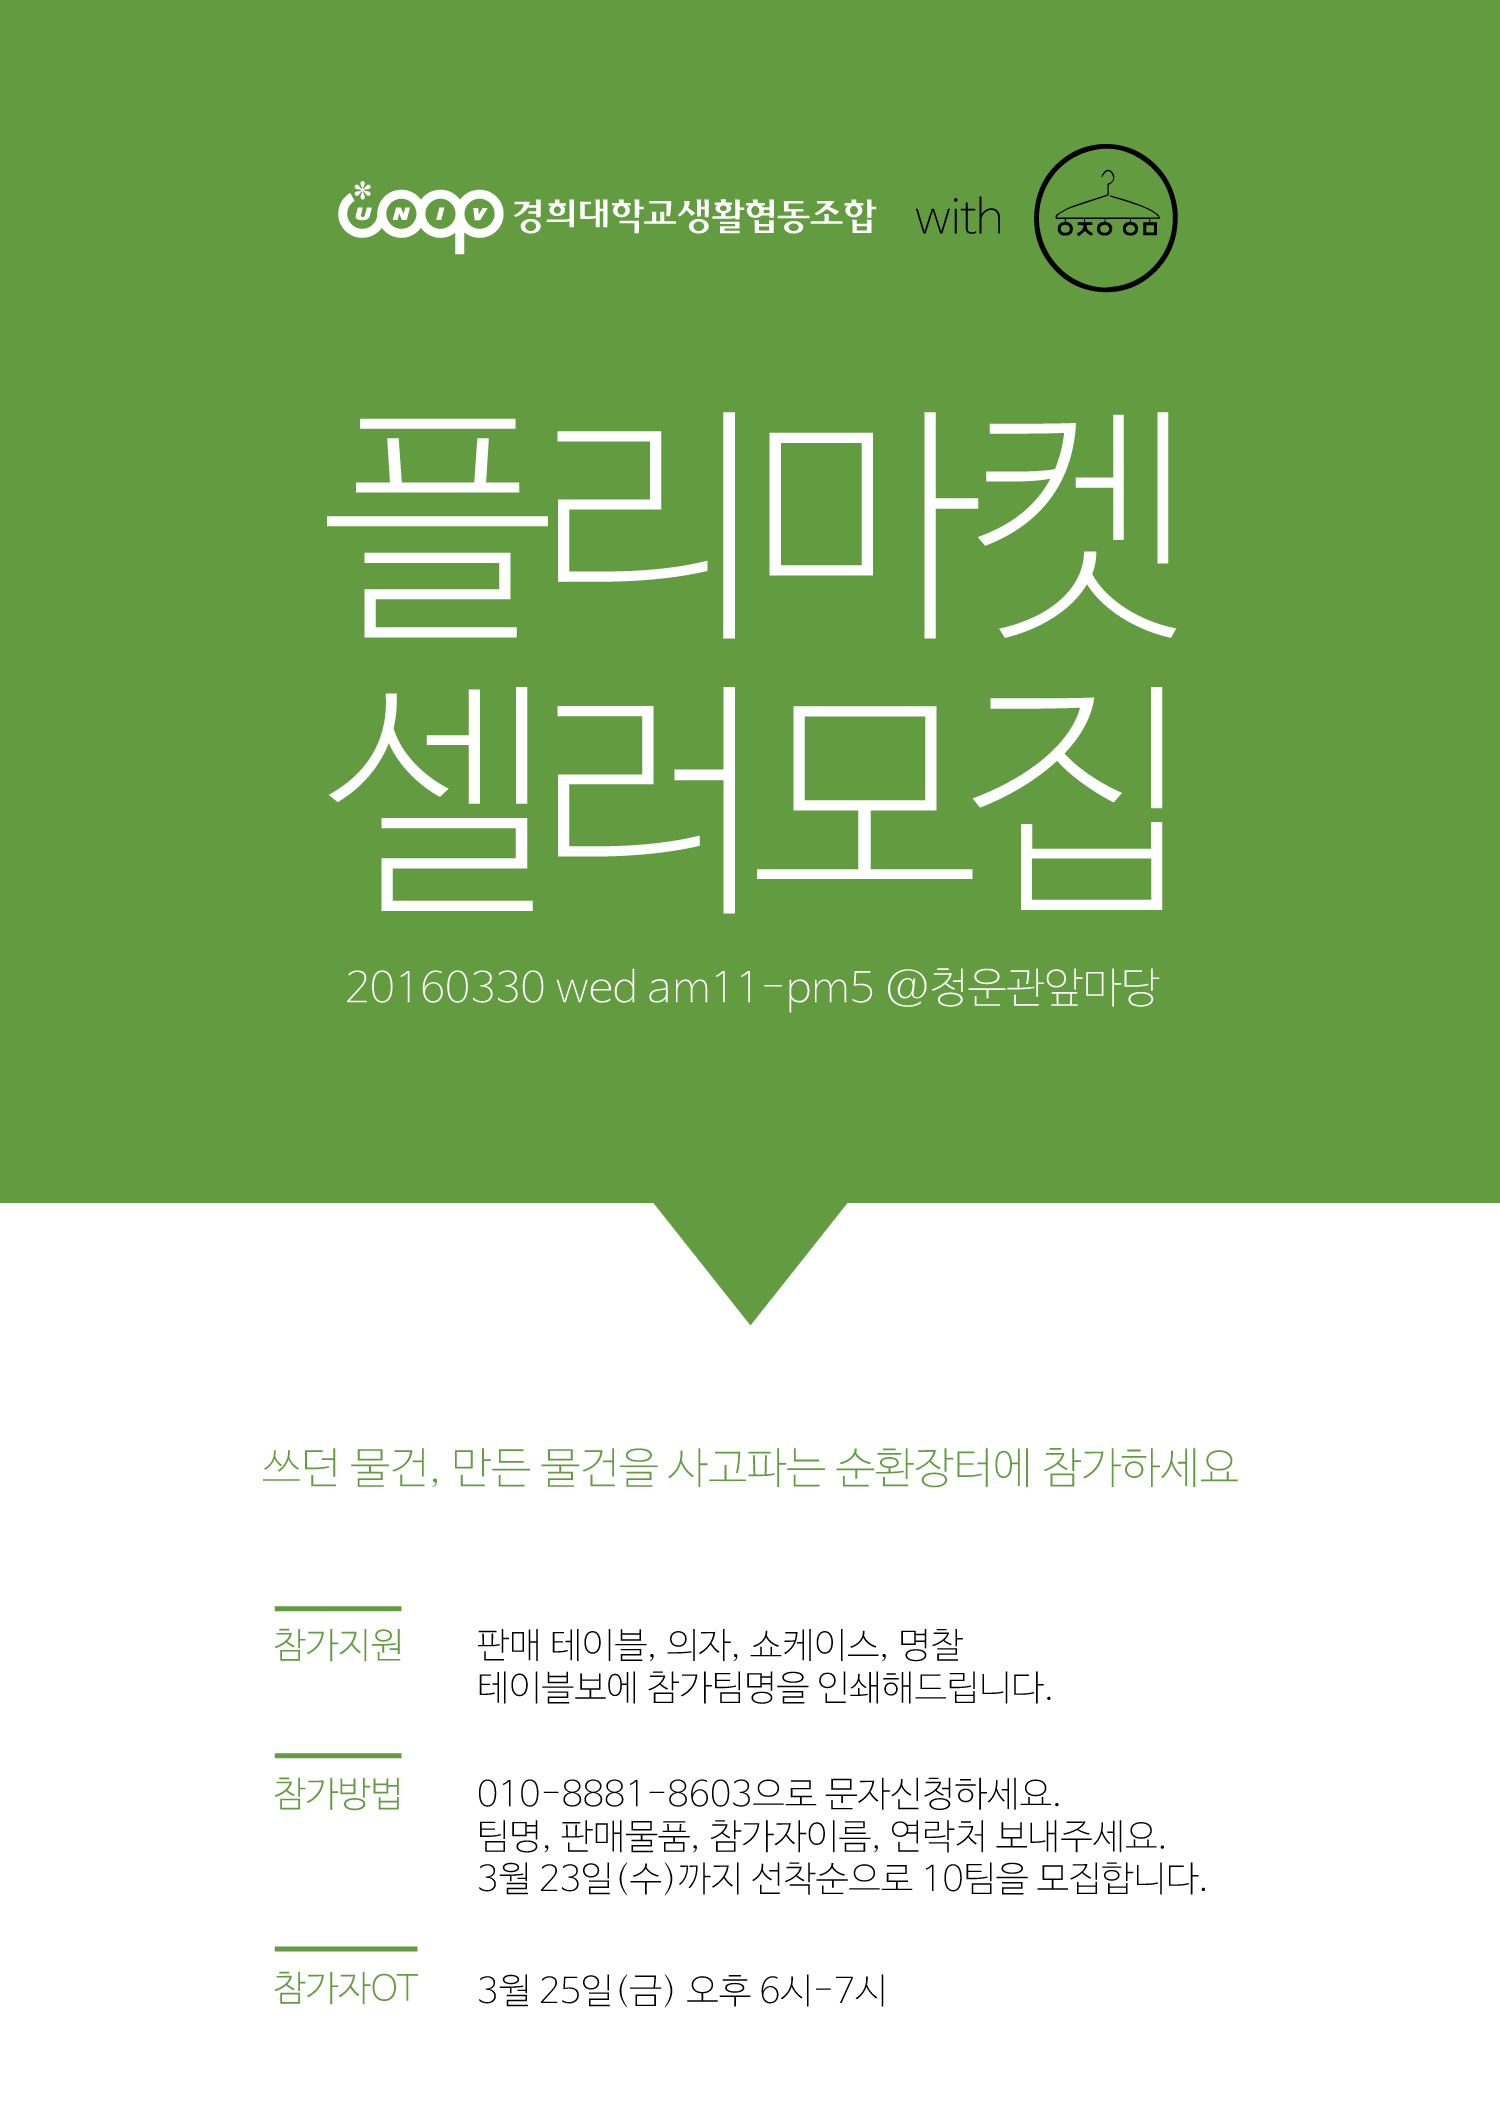 UNIV 경희대학교생활협동조합 with
플리마켓
셀러모집
20160330 wed am11-pm5 @청운관앞마당
쓰던 물건, 만든 물건을 사고파는 순환장터에 참가하세요
참가지원
판매 테이블, 의자, 쇼케이스, 명찰
테이블보에 참가팀명을 인쇄해드립니다.
참가방법
010-8881-8603으로 문자신청하세요.
팀명, 판매물품, 참가자이름, 연락처 보내주세요.
3월 23일(수)까지 선착순으로 10팀을 모집합니다.
참가자OT
3월 25일(금) 오후 6시-7시